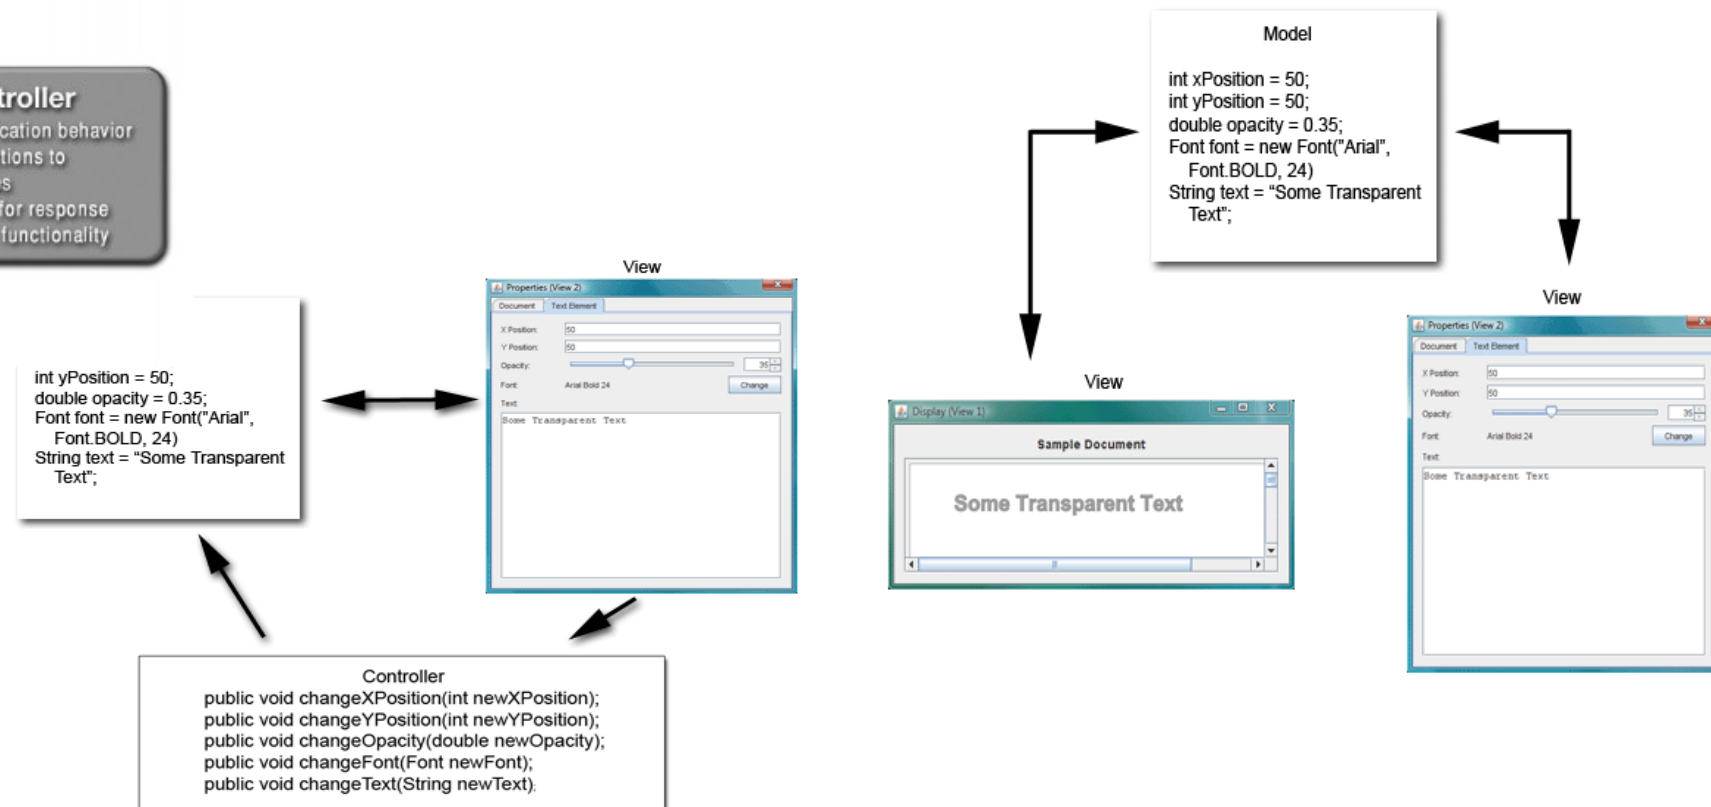 troller
cation behavior
tions to
s
for response
functionality
int yPosition = 50;
double opacity = 0.35;
Font font = new Font("Arial",
Font.BOLD, 24)
String text = “Some Transparent
Text”;
View
Properties (View 2)
Document Text Element
X Position: 50
Y Position: 50
Opacity: 35
Font: Arial Bold 24 Change
Text:
Some Transparent Text
Controller
public void changeXPosition(int newXPosition);
public void changeYPosition(int newYPosition);
public void changeOpacity(double newOpacity);
public void changeFont(Font newFont);
public void changeText(String newText);
Model
int xPosition = 50;
int yPosition = 50;
double opacity = 0.35;
Font font = new Font("Arial",
Font.BOLD, 24)
String text = “Some Transparent
Text”;
View
Display (View 1)
Sample Document
Some Transparent Text
View
Properties (View 2)
Document Text Element
X Position: 50
Y Position: 50
Opacity: 35
Font: Arial Bold 24 Change
Text:
Some Transparent Text